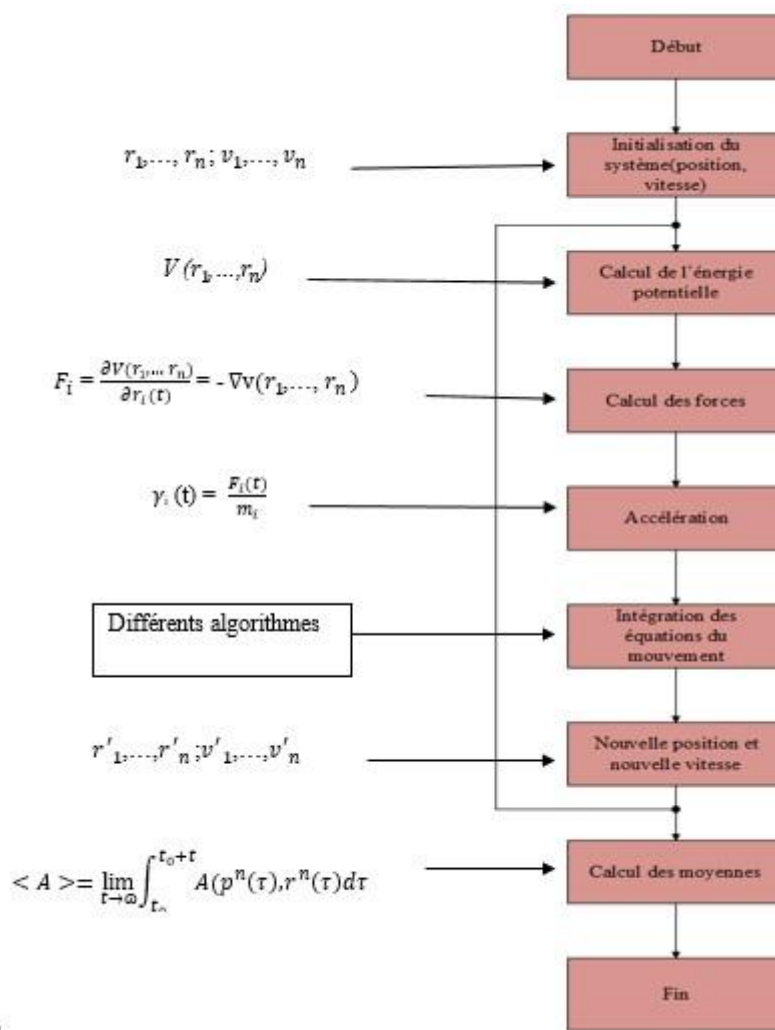 Début
r₁,…, rₙ; v₁,…, vₙ
Initialisation du
système(position,
vitesse)
V(r₁, …,rₙ)
Calcul de l'énergie
potentielle
Fᵢ = ∂V(r₁,… rₙ)/∂rᵢ(t) = - ∇v(r₁,…, rₙ)
Calcul des forces
γᵢ (t) = Fᵢ(t)/mᵢ
Accélération
Différents algorithmes
Intégration des
équations du
mouvement
r′₁,…,r′ₙ ;v′₁,…,v′ₙ
Nouvelle position et
nouvelle vitesse
< A >= lim t→∞ ∫ₜ₀^(t₀+t) A(pⁿ(τ),rⁿ(τ)dτ
Calcul des moyennes
Fin